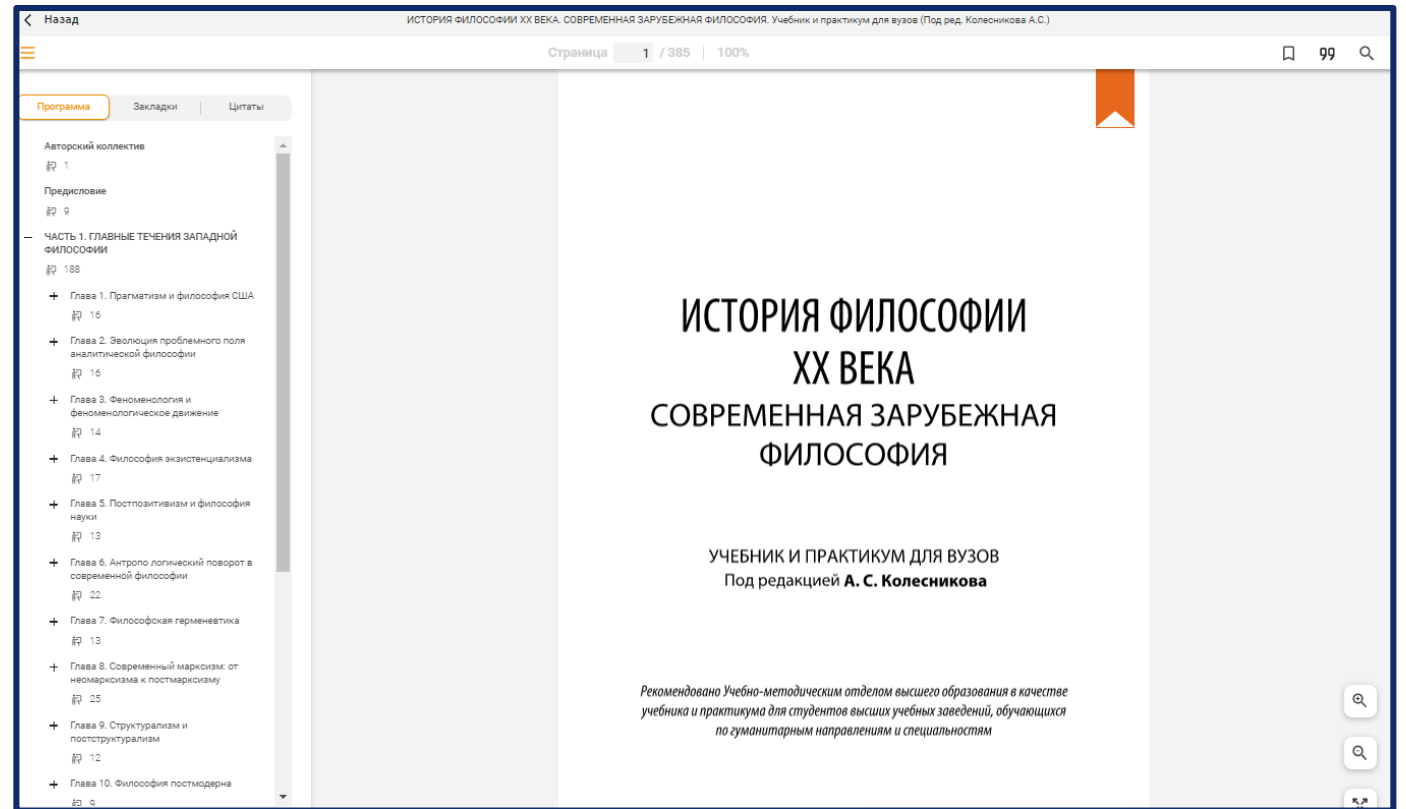 Назад
ИСТОРИЯ ФИЛОСОФИИ XX ВЕКА. СОВРЕМЕННАЯ ЗАРУБЕЖНАЯ ФИЛОСОФИЯ. Учебник и практикум для вузов (Под ред. Колесникова А.С.)
Страница 1 / 385 | 100%
Программа Закладки | Цитаты
Авторский коллектив
1
Предисловие
9
ЧАСТЬ 1. ГЛАВНЫЕ ТЕЧЕНИЯ ЗАПАДНОЙ
ФИЛОСОФИИ
188
Глава 1. Прагматизм и философия США
16
Глава 2. Эволюция проблемного поля
аналитической философии
16
Глава 3. Феноменология и
феноменологическое движение
14
Глава 4. Философия экзистенциализма
17
Глава 5. Постпозитивизм и философия
науки
13
Глава 6. Антропо логический поворот в
современной философии
22
Глава 7. Философская герменевтика
13
Глава 8. Современный марксизм: от
неомарксизма к постмарксизму
25
Глава 9. Структурализм и
постструктурализм
12
Глава 10. Философия постмодерна
9
ИСТОРИЯ ФИЛОСОФИИ
XX ВЕКА
СОВРЕМЕННАЯ ЗАРУБЕЖНАЯ
ФИЛОСОФИЯ
УЧЕБНИК И ПРАКТИКУМ ДЛЯ ВУЗОВ
Под редакцией А. С. Колесникова
Рекомендовано Учебно-методическим отделом высшего образования в качестве
учебника и практикума для студентов высших учебных заведений, обучающихся
по гуманитарным направлениям и специальностям